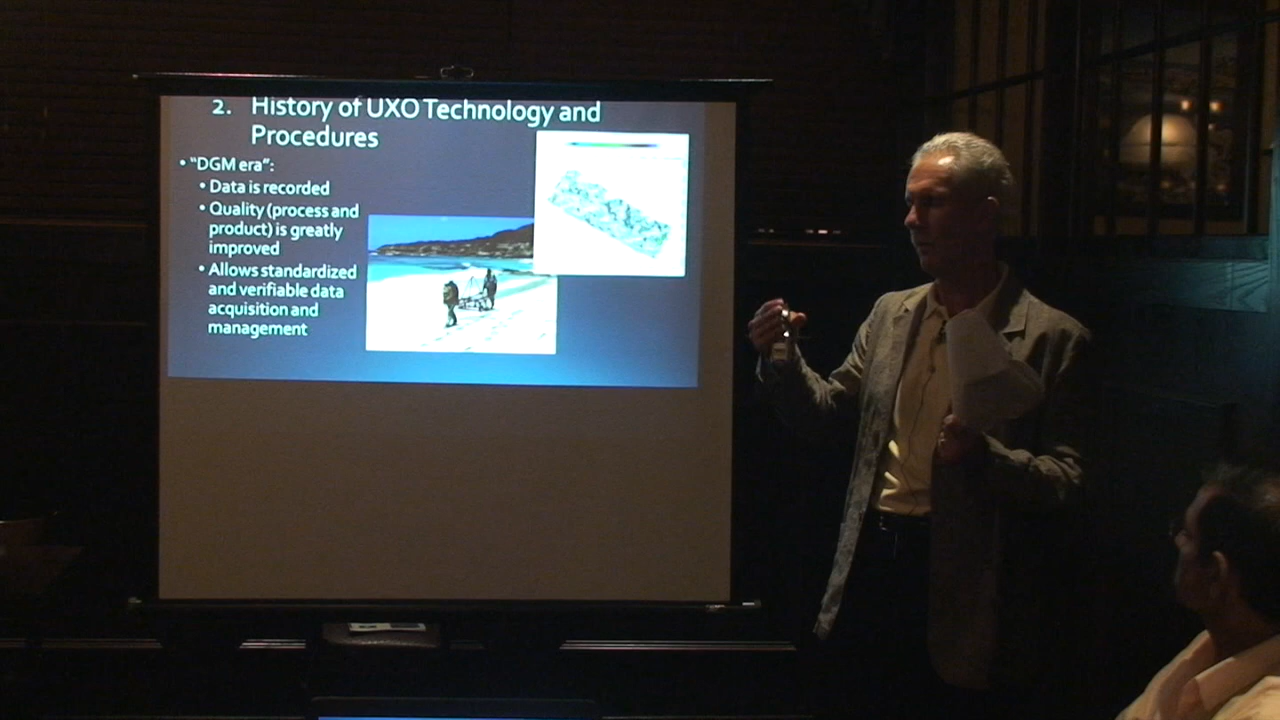 2. History of UXO Technology and
Procedures
• "DGM era":
• Data is recorded
• Quality (process and
product) is greatly
improved
• Allows standardized
and verifiable data
acquisition and
management